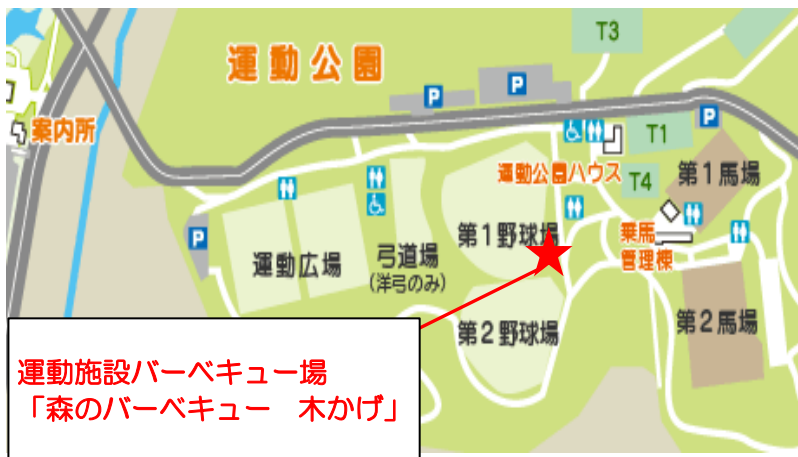 T3
運動公園
P
P
P
案内所
T1
運動公園ハウス
T4
第1馬場
第1野球場
乗馬
管理棟
P
運動広場
弓道場
(洋弓のみ)
第2野球場
第2馬場
運動施設バーベキュー場
「森のバーベキュー　木かげ」